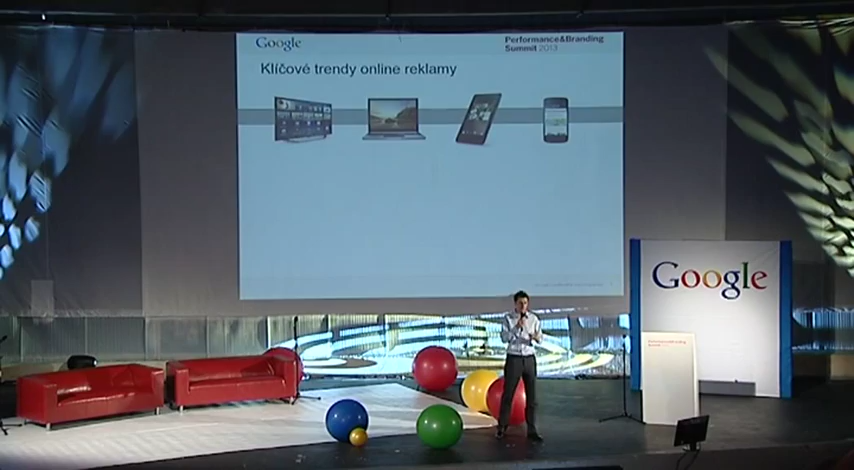 Google
Performance&Branding
Summit 2013
Klíčové trendy online reklamy
Google